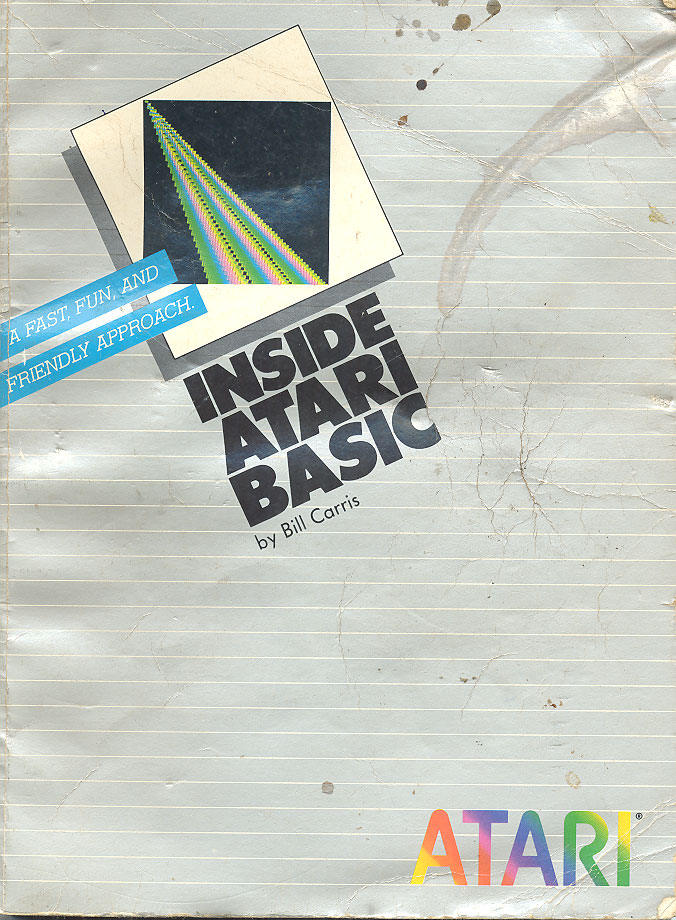 A FAST, FUN, AND
FRIENDLY APPROACH.
INSIDE
ATARI
BASIC
by Bill Carris
ATARI®